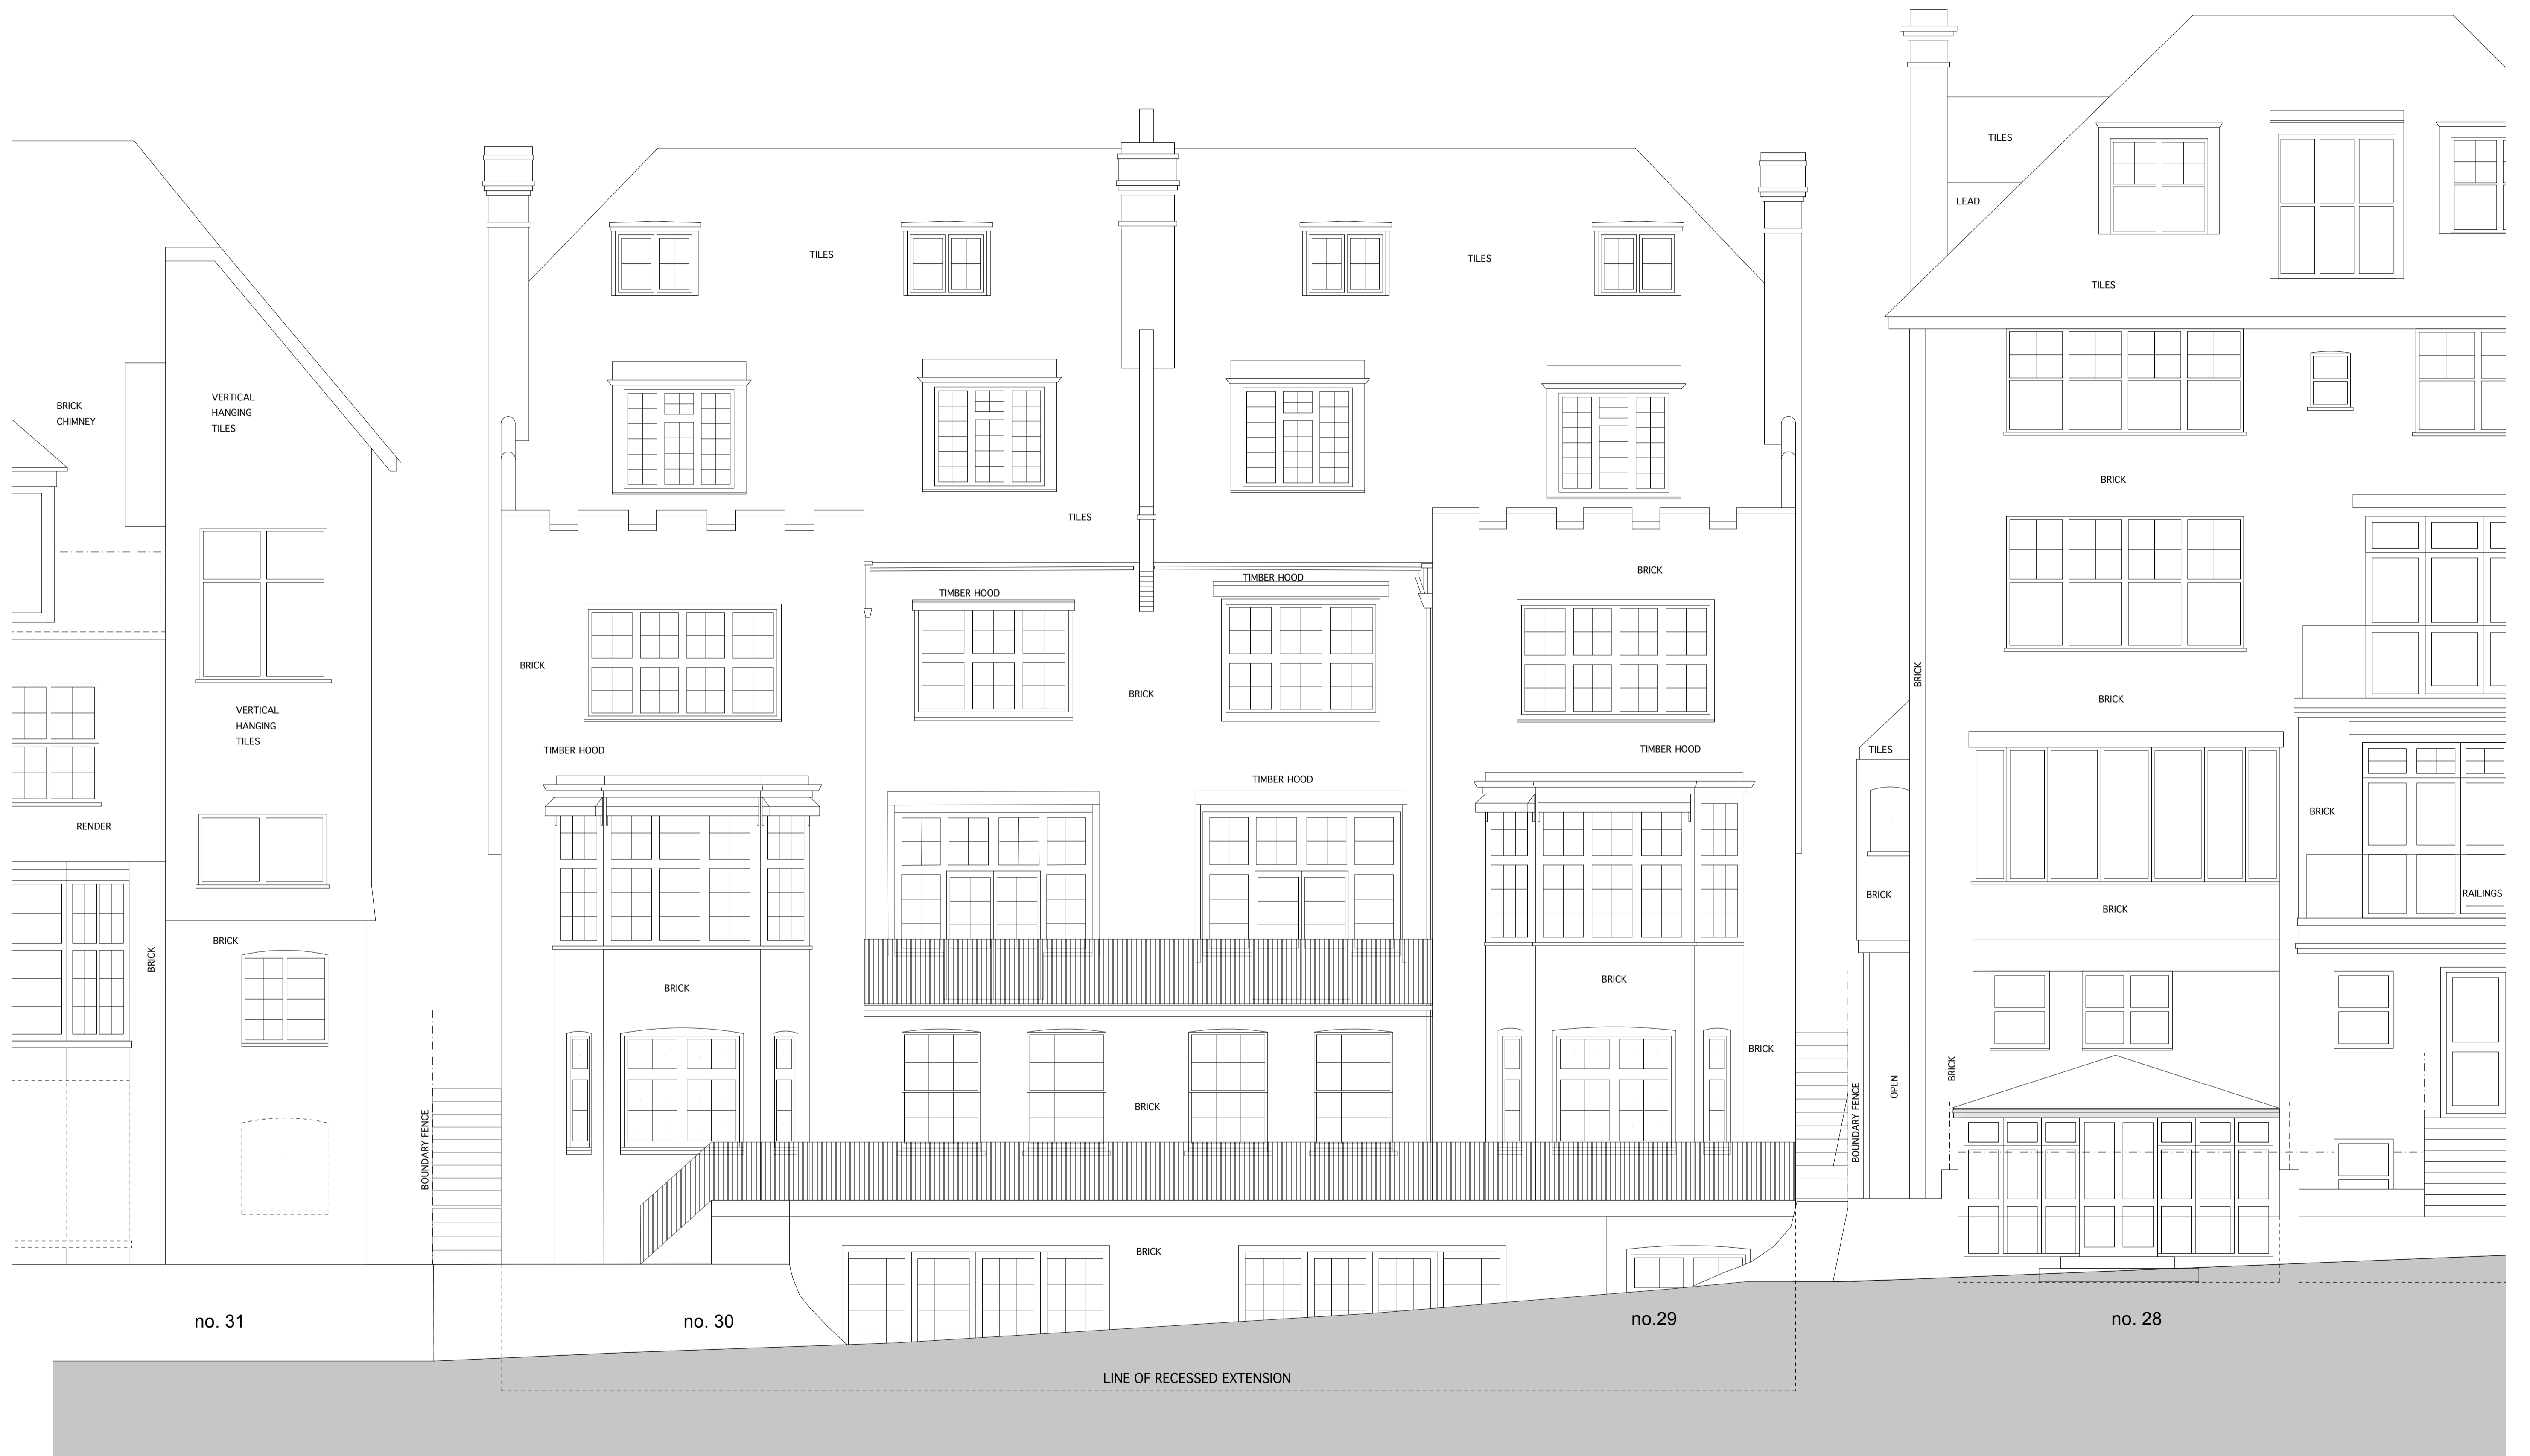 TILES
LEAD
TILES
TILES
TILES
BRICK
CHIMNEY
VERTICAL
HANGING
TILES
BRICK
TILES
BRICK
TIMBER HOOD
TIMBER HOOD
BRICK
BRICK
BRICK
BRICK
VERTICAL
HANGING
TILES
TIMBER HOOD
TIMBER HOOD
TILES
TIMBER HOOD
RENDER
BRICK
BRICK
RAILINGS
BRICK
BRICK
BRICK
BRICK
BRICK
BRICK
BRICK
BRICK
BOUNDARY FENCE
BRICK
BOUNDARY FENCE
OPEN
BRICK
no. 31
no. 30
no.29
no. 28
LINE OF RECESSED EXTENSION